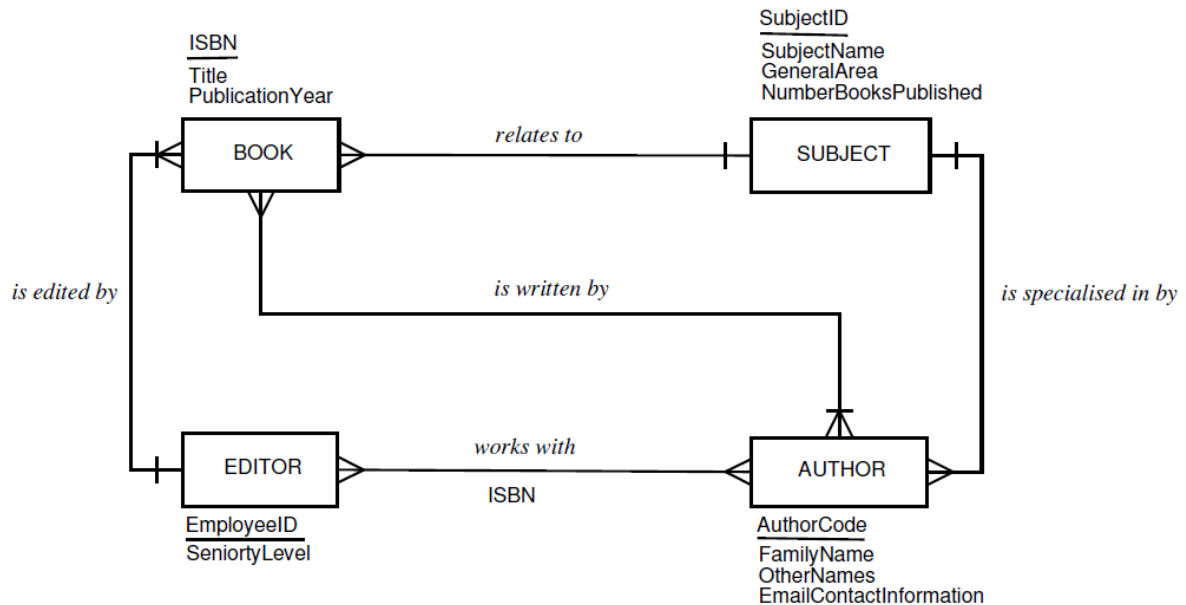 ISBN
Title
PublicationYear
SubjectID
SubjectName
GeneralArea
NumberBooksPublished
BOOK
relates to
SUBJECT
is edited by
is written by
is specialised in by
EDITOR
works with
ISBN
AUTHOR
EmployeeID
SeniortyLevel
AuthorCode
FamilyName
OtherNames
EmailContactInformation